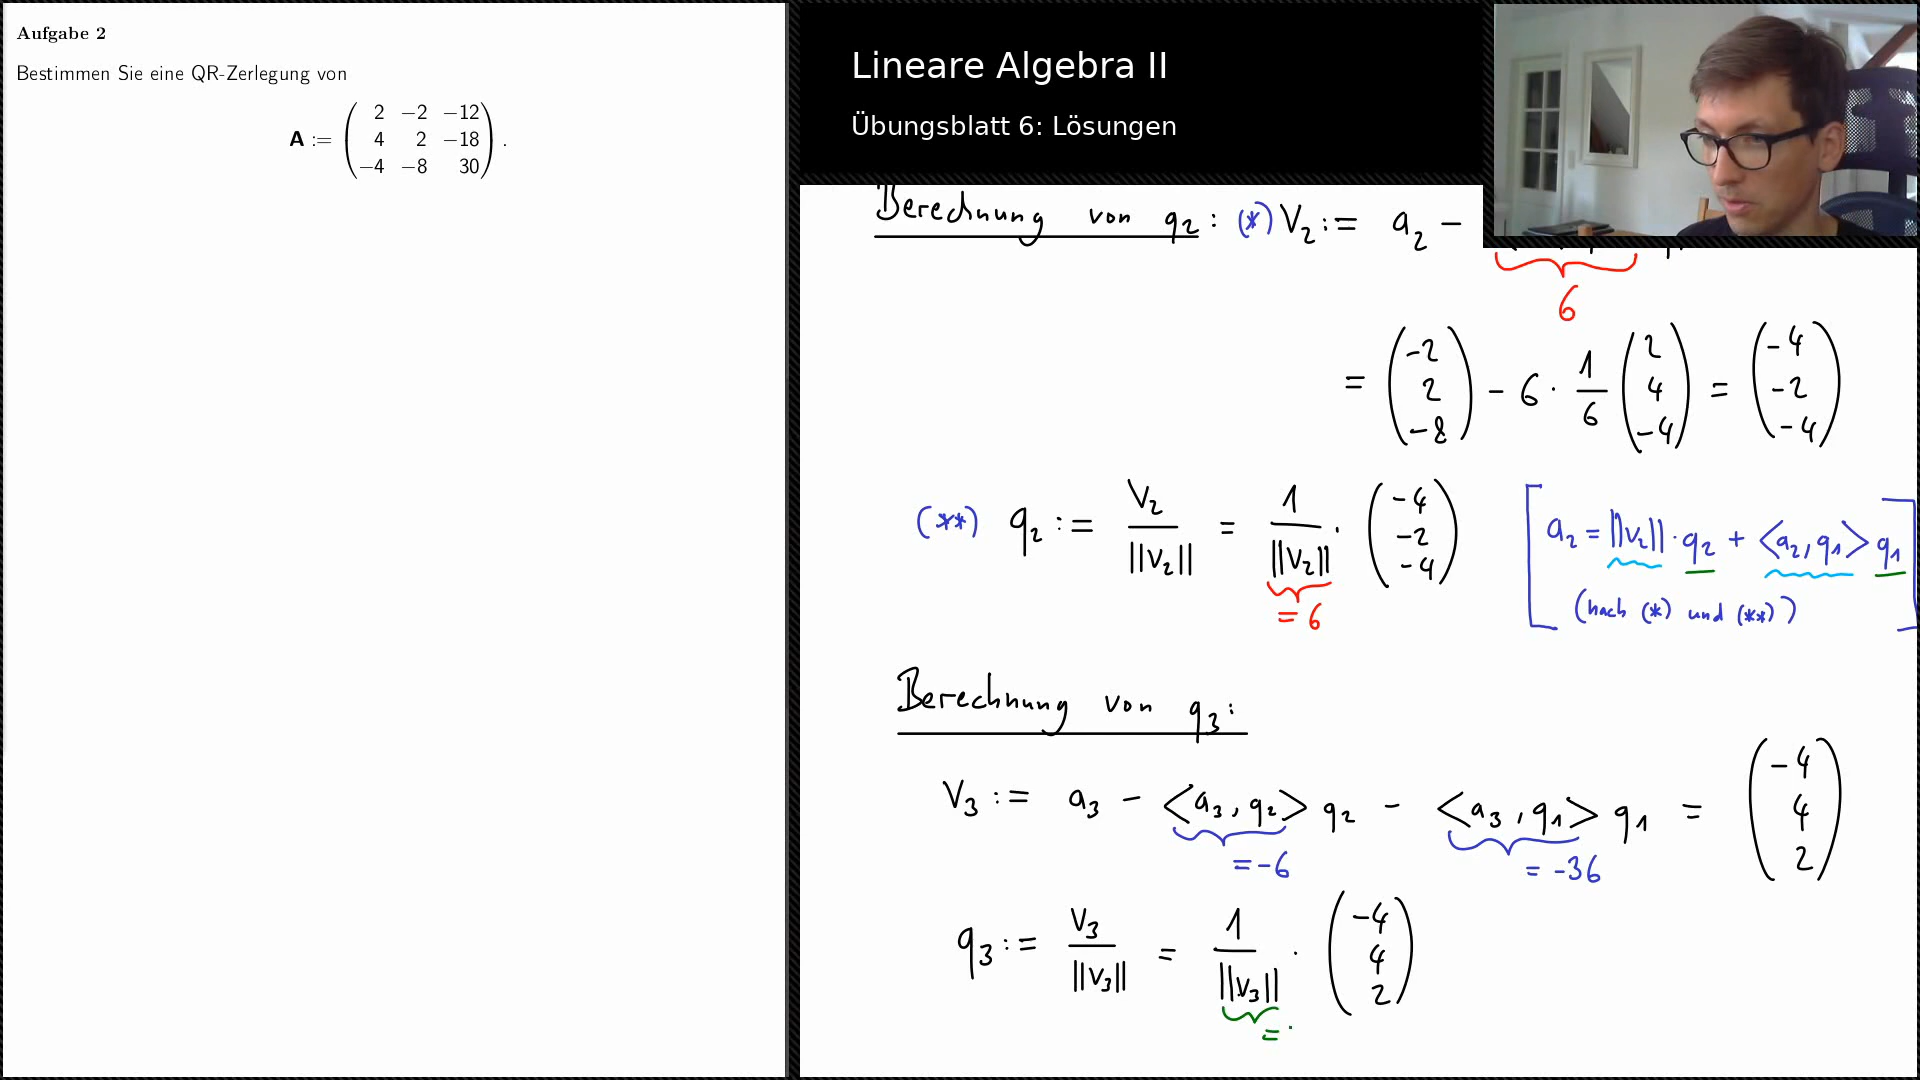 Aufgabe 2
Bestimmen Sie eine QR-Zerlegung von
A := ( 2 −2 −12
4 2 −18
−4 −8 30 ) .
Lineare Algebra II
Übungsblatt 6: Lösungen
Berechnung von q₂ : (*) V₂ := a₂ −
6
= ( -2 2 -8 ) - 6 · 1/6 ( 2 4 -4 ) = ( -4 -2 -4 )
(**) q₂ := V₂ / ||V₂|| = 1 / ||V₂|| · ( -4 -2 -4 )
= 6
[ a₂ = ||V₂|| · q₂ + <a₂, q₁> q₁
(nach (*) und (**)) ]
Berechnung von q₃ :
V₃ := a₃ - <a₃, q₂> q₂ - <a₃, q₁> q₁ = ( -4 4 2 )
= -6 = -36
q₃ := V₃ / ||V₃|| = 1 / ||V₃|| · ( -4 4 2 )
=